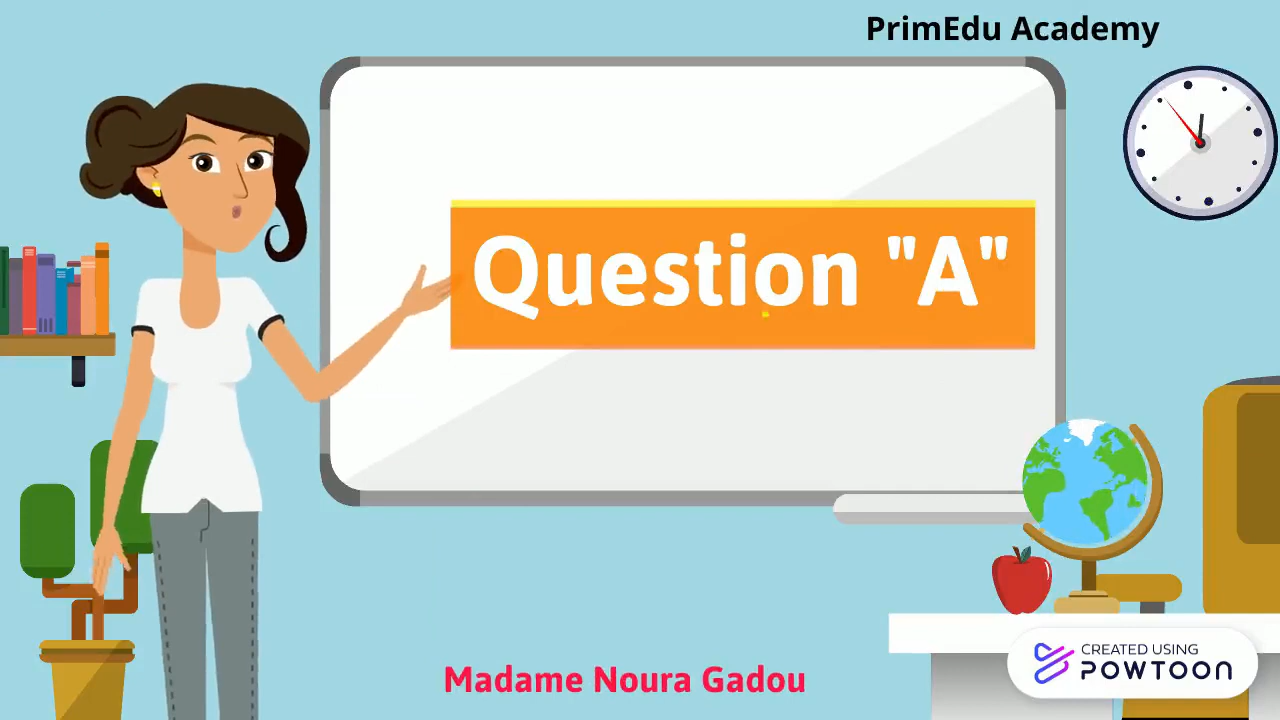 PrimEdu Academy
Question "A"
Madame Noura Gadou
CREATED USING
POWTOON